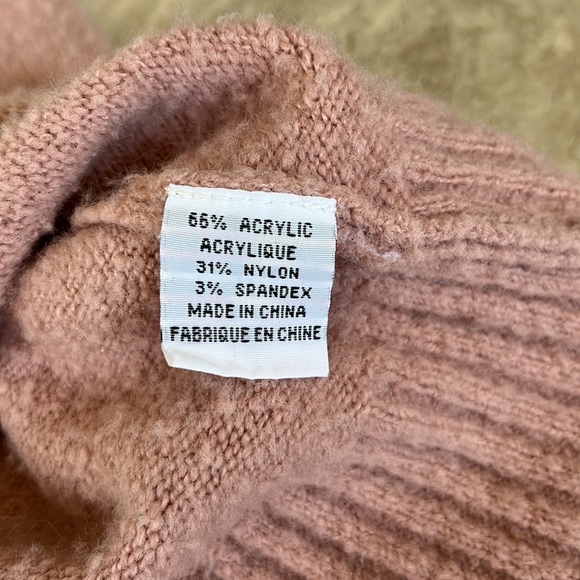 66% ACRYLIC
ACRYLIQUE
31% NYLON
3% SPANDEX
MADE IN CHINA
FABRIQUE EN CHINE